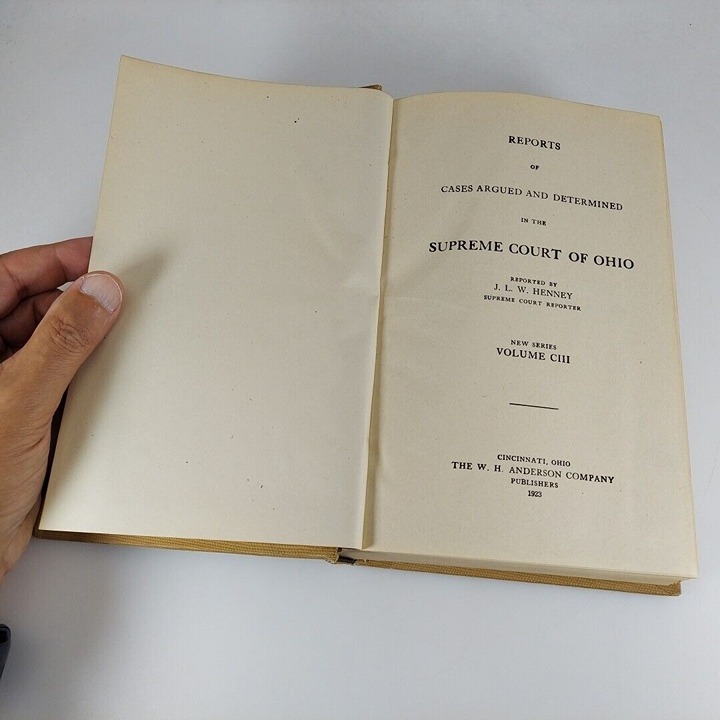 REPORTS
OF
CASES ARGUED AND DETERMINED
IN THE
SUPREME COURT OF OHIO
REPORTED BY
J. L. W. HENNEY
SUPREME COURT REPORTER
NEW SERIES
VOLUME CIII
CINCINNATI, OHIO
THE W. H. ANDERSON COMPANY
PUBLISHERS
1923